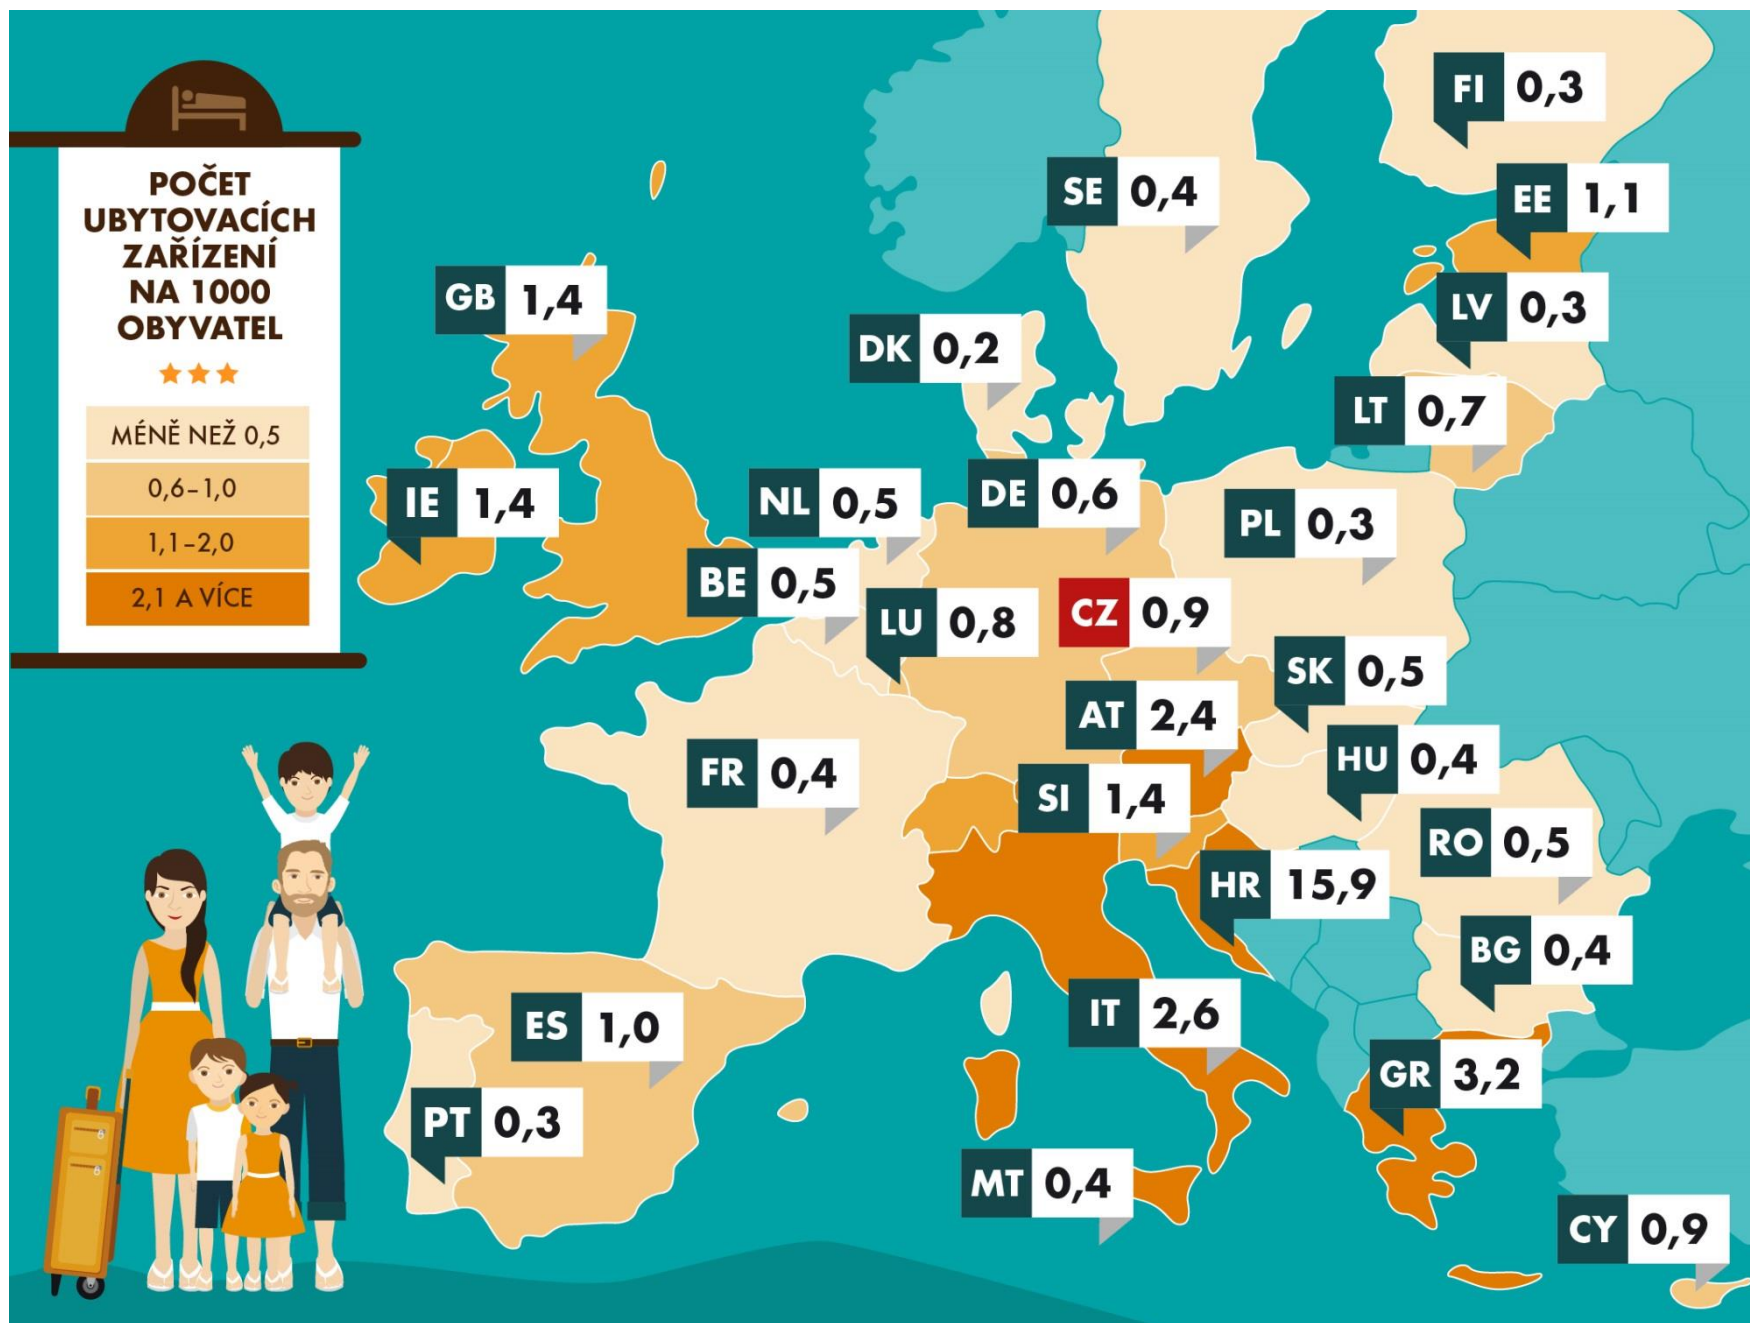 POČET
UBYTOVACÍCH
ZAŘÍZENÍ
NA 1000
OBYVATEL
MÉNĚ NEŽ 0,5
0,6–1,0
1,1–2,0
2,1 A VÍCE
FI 0,3
SE 0,4
EE 1,1
GB 1,4
LV 0,3
DK 0,2
LT 0,7
IE 1,4
NL 0,5
DE 0,6
PL 0,3
BE 0,5
LU 0,8
CZ 0,9
SK 0,5
AT 2,4
FR 0,4
HU 0,4
SI 1,4
RO 0,5
HR 15,9
BG 0,4
ES 1,0
IT 2,6
GR 3,2
PT 0,3
MT 0,4
CY 0,9